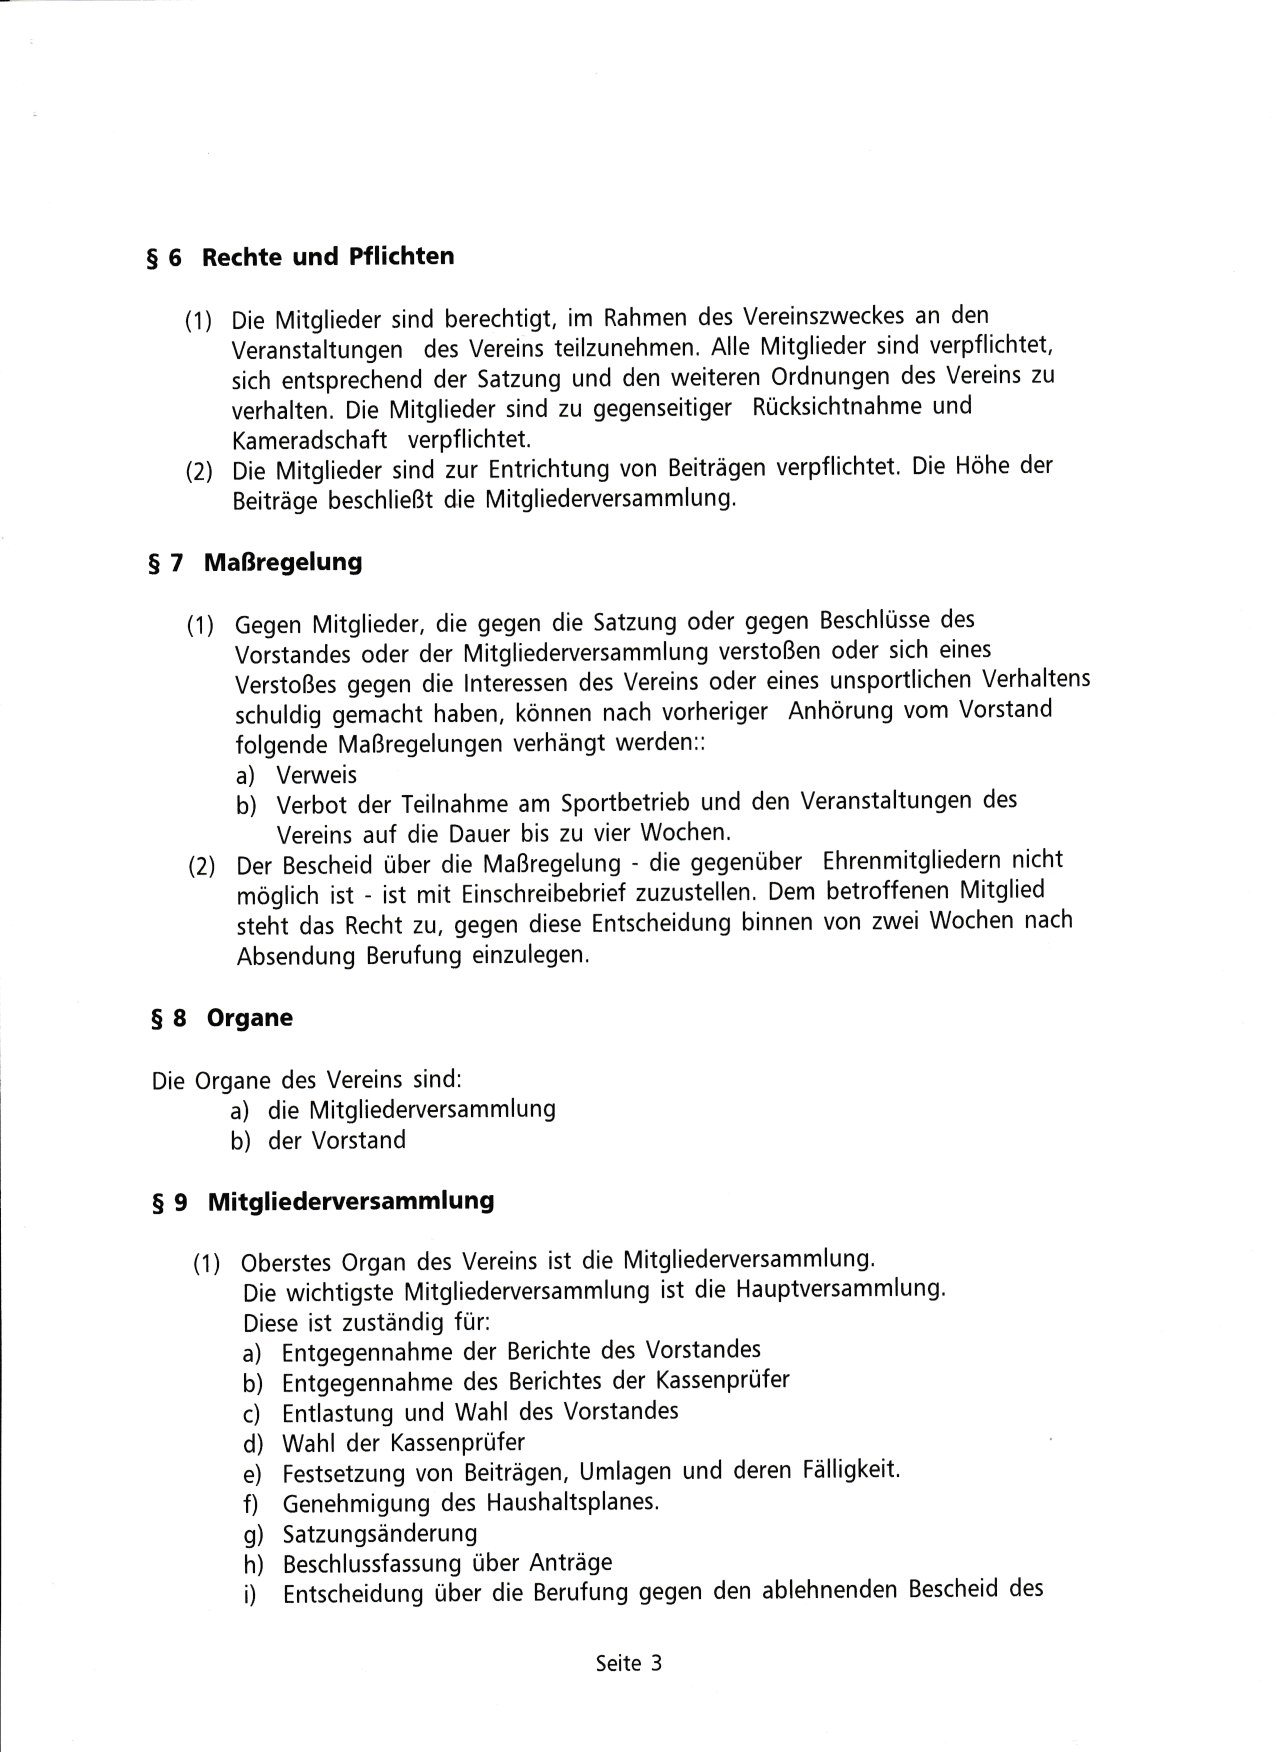 § 6 Rechte und Pflichten
(1) Die Mitglieder sind berechtigt, im Rahmen des Vereinszweckes an den
Veranstaltungen des Vereins teilzunehmen. Alle Mitglieder sind verpflichtet,
sich entsprechend der Satzung und den weiteren Ordnungen des Vereins zu
verhalten. Die Mitglieder sind zu gegenseitiger Rücksichtnahme und
Kameradschaft verpflichtet.
(2) Die Mitglieder sind zur Entrichtung von Beiträgen verpflichtet. Die Höhe der
Beiträge beschließt die Mitgliederversammlung.
§ 7 Maßregelung
(1) Gegen Mitglieder, die gegen die Satzung oder gegen Beschlüsse des
Vorstandes oder der Mitgliederversammlung verstoßen oder sich eines
Verstoßes gegen die Interessen des Vereins oder eines unsportlichen Verhaltens
schuldig gemacht haben, können nach vorheriger Anhörung vom Vorstand
folgende Maßregelungen verhängt werden::
a) Verweis
b) Verbot der Teilnahme am Sportbetrieb und den Veranstaltungen des
Vereins auf die Dauer bis zu vier Wochen.
(2) Der Bescheid über die Maßregelung - die gegenüber Ehrenmitgliedern nicht
möglich ist - ist mit Einschreibebrief zuzustellen. Dem betroffenen Mitglied
steht das Recht zu, gegen diese Entscheidung binnen von zwei Wochen nach
Absendung Berufung einzulegen.
§ 8 Organe
Die Organe des Vereins sind:
a) die Mitgliederversammlung
b) der Vorstand
§ 9 Mitgliederversammlung
(1) Oberstes Organ des Vereins ist die Mitgliederversammlung.
Die wichtigste Mitgliederversammlung ist die Hauptversammlung.
Diese ist zuständig für:
a) Entgegennahme der Berichte des Vorstandes
b) Entgegennahme des Berichtes der Kassenprüfer
c) Entlastung und Wahl des Vorstandes
d) Wahl der Kassenprüfer
e) Festsetzung von Beiträgen, Umlagen und deren Fälligkeit.
f) Genehmigung des Haushaltsplanes.
g) Satzungsänderung
h) Beschlussfassung über Anträge
i) Entscheidung über die Berufung gegen den ablehnenden Bescheid des
Seite 3